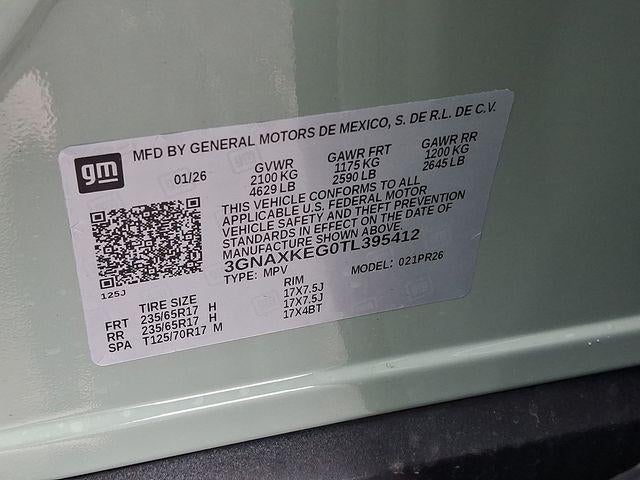 gm
MFD BY GENERAL MOTORS DE MEXICO, S. DE R.L. DE C.V.
01/26
GVWR GAWR FRT GAWR RR
2100 KG 1175 KG 1200 KG
4629 LB 2590 LB 2645 LB
THIS VEHICLE CONFORMS TO ALL
APPLICABLE U.S. FEDERAL MOTOR
VEHICLE SAFETY AND THEFT PREVENTION
STANDARDS IN EFFECT ON THE DATE OF
MANUFACTURE SHOWN ABOVE.
3GNAXKEG0TL395412
TYPE: MPV MODEL: 021PR26
125J
TIRE SIZE RIM
FRT 235/65R17 H 17X7.5J
RR 235/65R17 H 17X7.5J
SPA T125/70R17 M 17X4BT